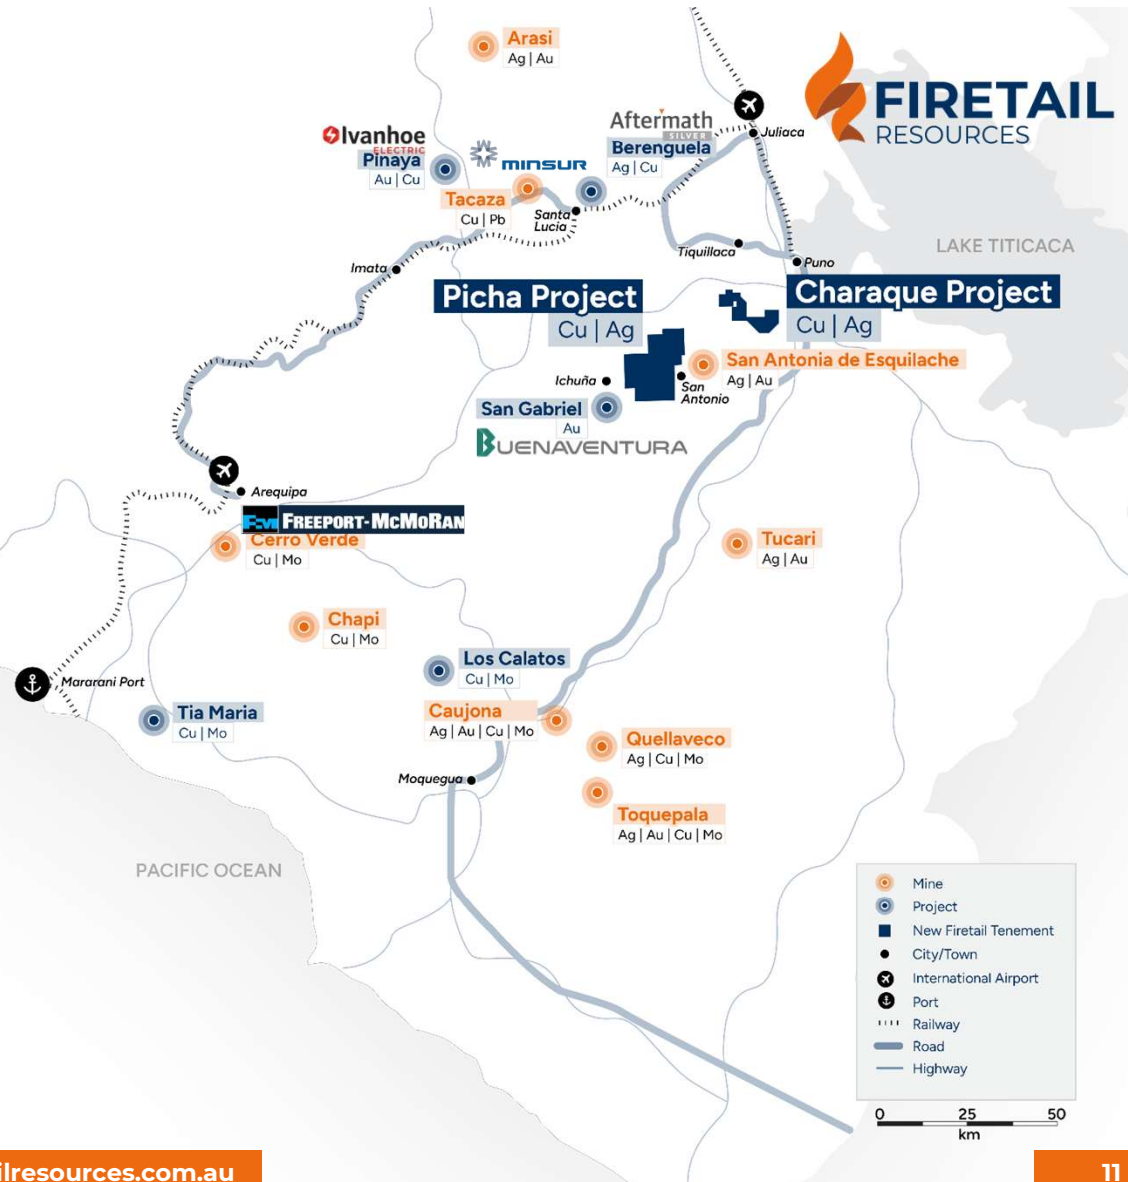 Arasi
Ag | Au
FIRETAIL
RESOURCES
Ivanhoe
ELECTRIC
Pinaya
Au | Cu
MINSUR
Aftermath
SILVER
Berenguela
Ag | Cu
Juliaca
Tacaza
Cu | Pb
Santa
Lucia
Tiquillaca
Puno
LAKE TITICACA
Imata
Picha Project
Cu | Ag
Charaque Project
Cu | Ag
San Antonia de Esquilache
Ag | Au
Ichuña
San
Antonio
San Gabriel
Au
BUENAVENTURA
Arequipa
FREEPORT-MCMORAN
Cerro Verde
Cu | Mo
Tucari
Ag | Au
Chapi
Cu | Mo
Los Calatos
Cu | Mo
Mararani Port
Tia Maria
Cu | Mo
Caujona
Ag | Au | Cu | Mo
Quellaveco
Ag | Cu | Mo
Moquegua
Toquepala
Ag | Au | Cu | Mo
PACIFIC OCEAN
Mine
Project
New Firetail Tenement
City/Town
International Airport
Port
Railway
Road
Highway
0 25 50
km
ilresources.com.au
11